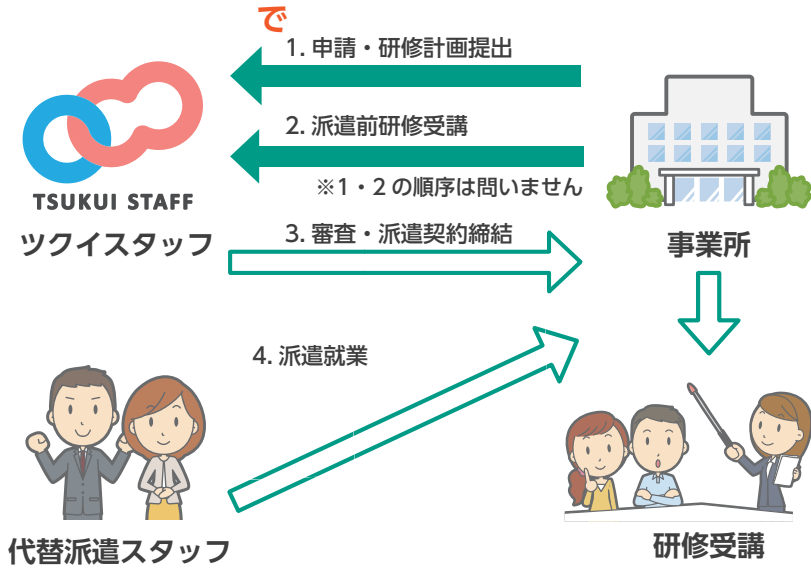 で
1. 申請・研修計画提出
2. 派遣前研修受講
※1・2の順序は問いません
TSUKUI STAFF
ツクイスタッフ
3. 審査・派遣契約締結
事業所
4. 派遣就業
代替派遣スタッフ
研修受講